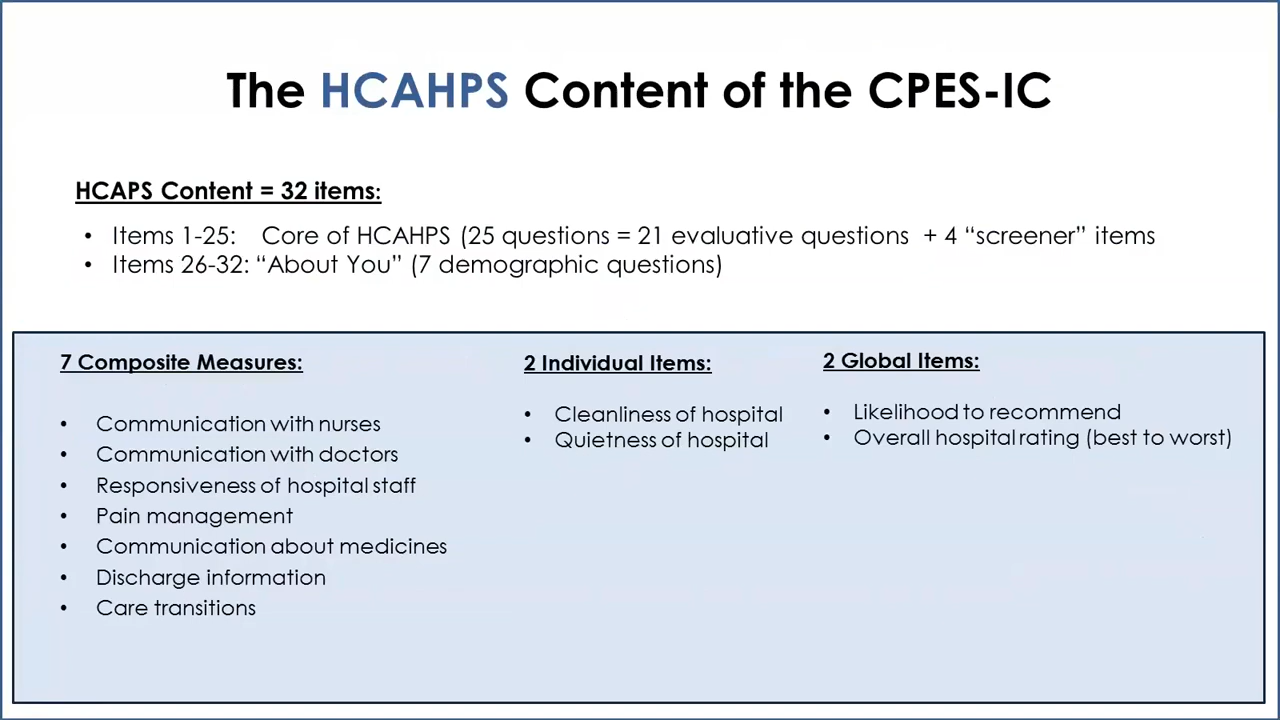 The HCAHPS Content of the CPES-IC
HCAPS Content = 32 items:
• Items 1-25: Core of HCAHPS (25 questions = 21 evaluative questions + 4 “screener” items
• Items 26-32: “About You” (7 demographic questions)
7 Composite Measures:
• Communication with nurses
• Communication with doctors
• Responsiveness of hospital staff
• Pain management
• Communication about medicines
• Discharge information
• Care transitions
2 Individual Items:
• Cleanliness of hospital
• Quietness of hospital
2 Global Items:
• Likelihood to recommend
• Overall hospital rating (best to worst)